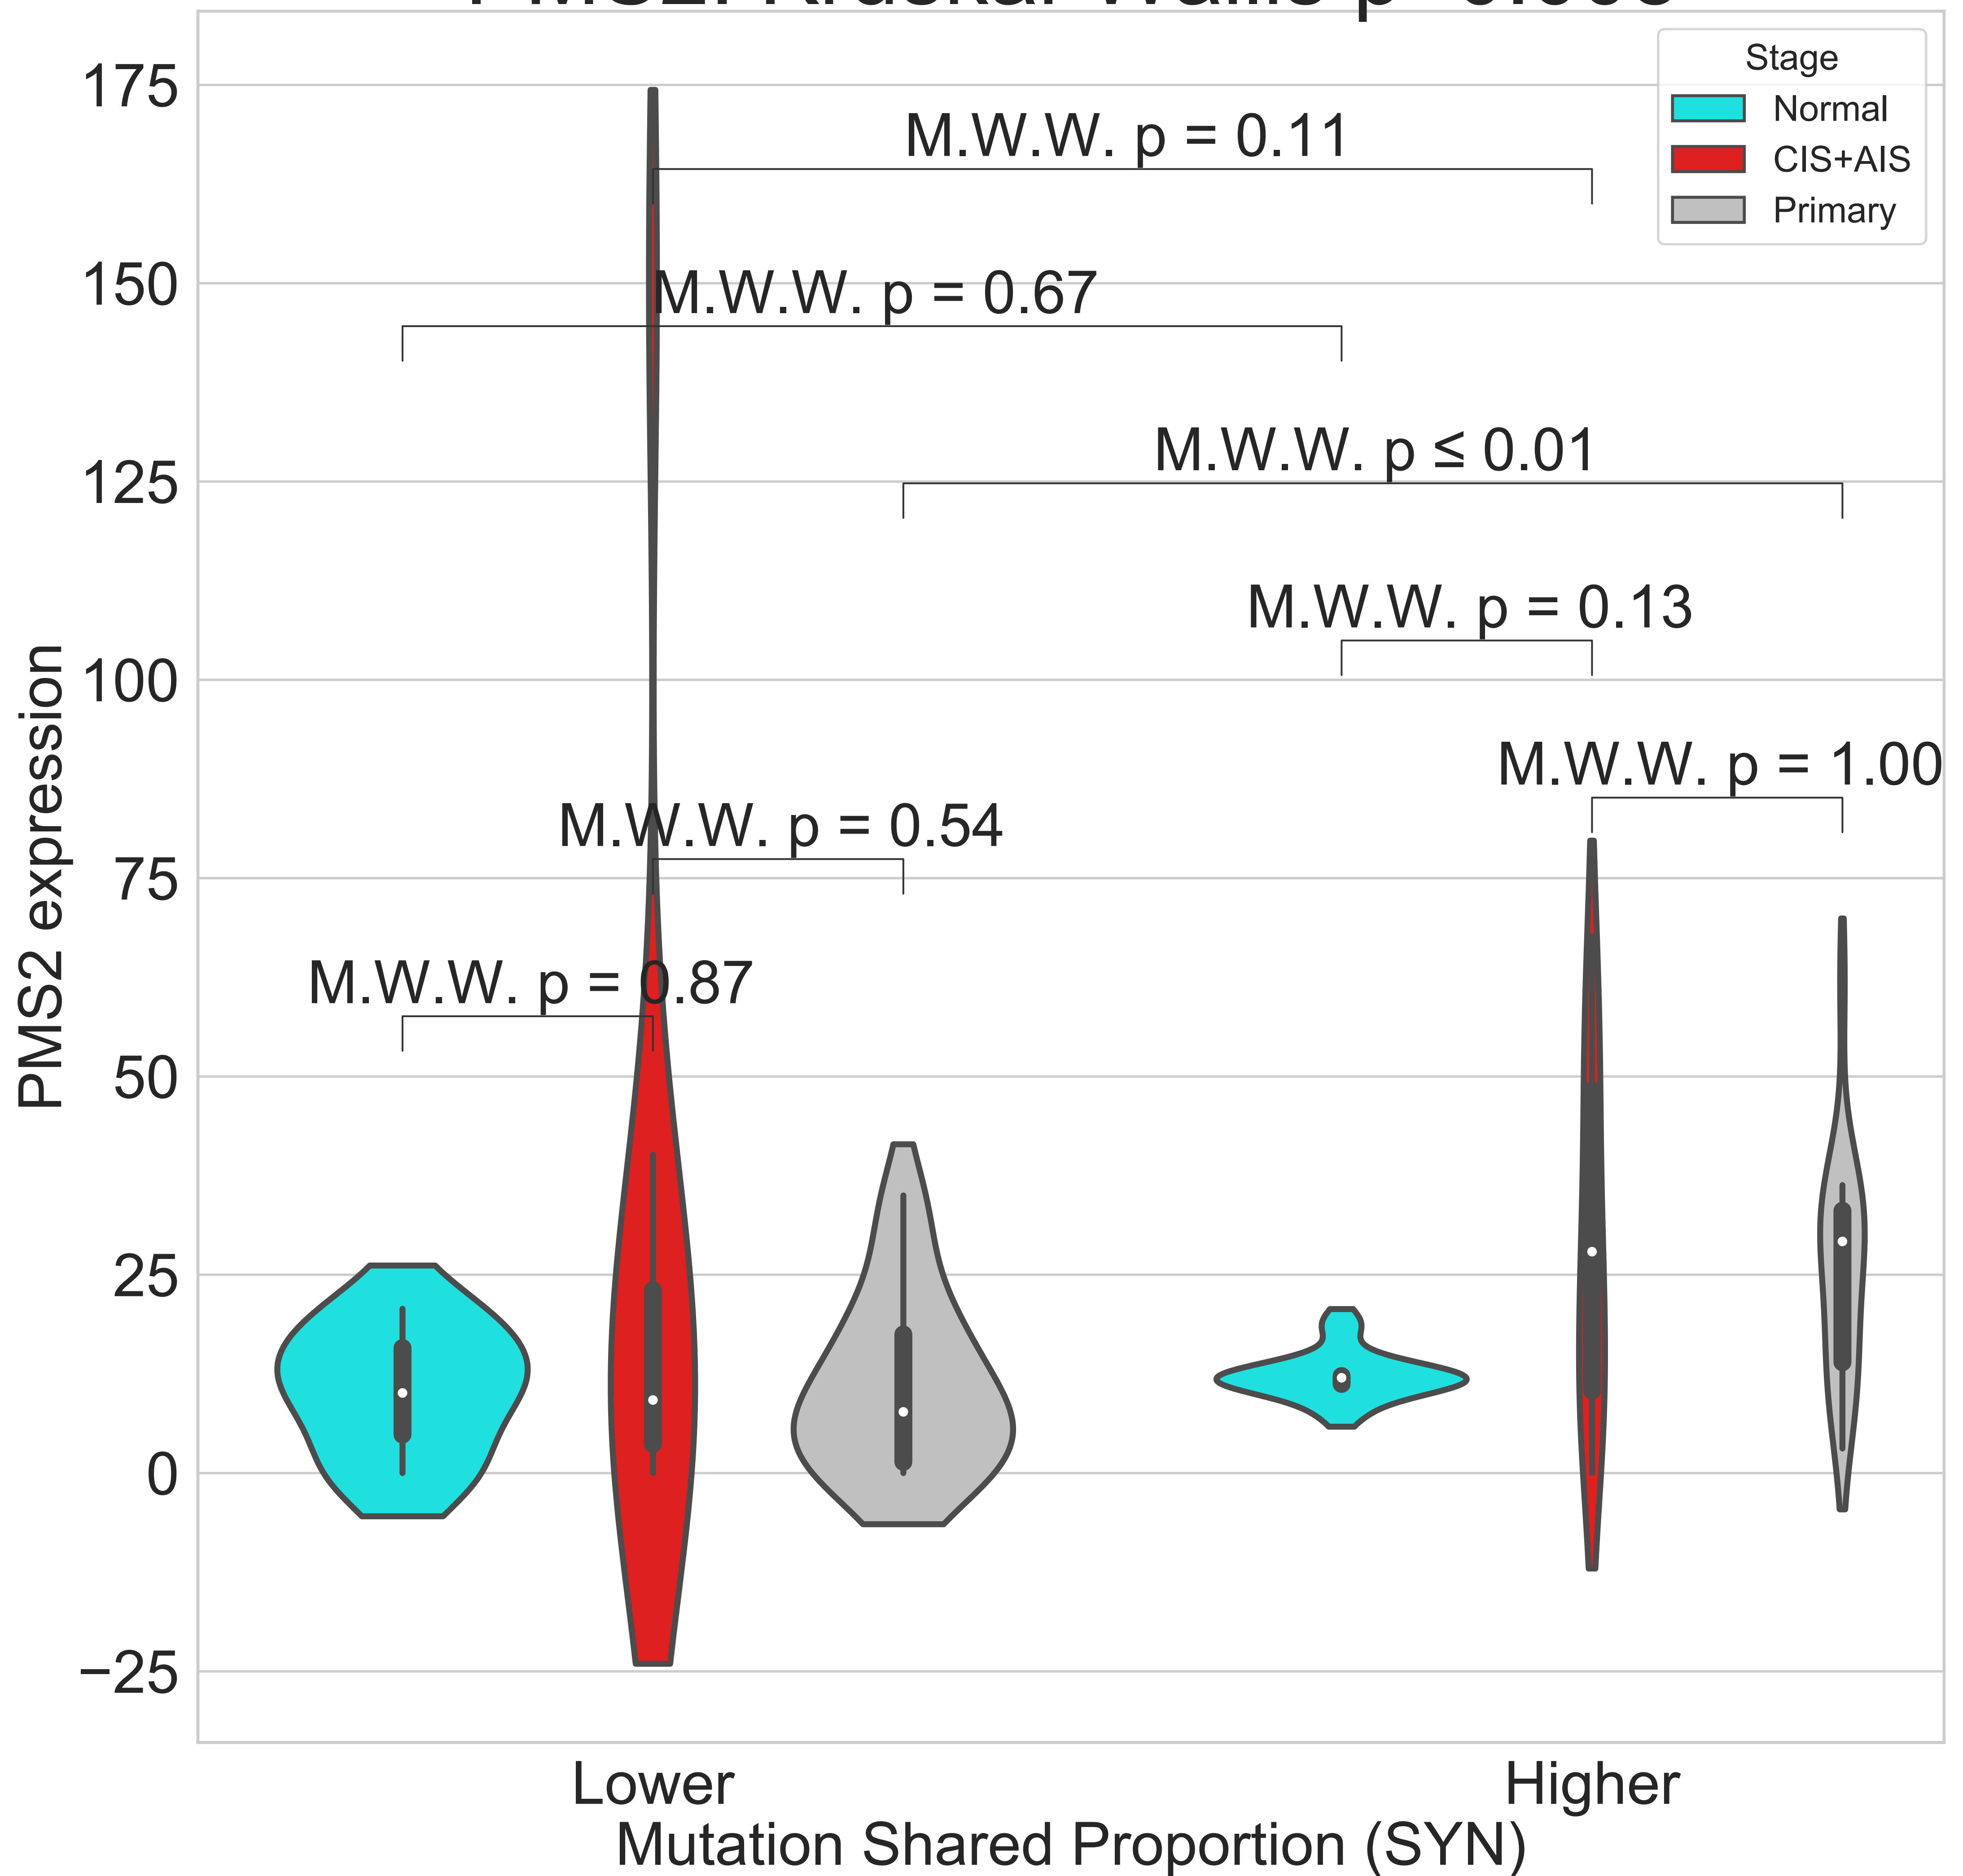 Stage
Normal
CIS+AIS
Primary
175
150
125
100
75
50
25
0
−25
PMS2 expression
M.W.W. p = 0.11
M.W.W. p = 0.67
M.W.W. p ≤ 0.01
M.W.W. p = 0.13
M.W.W. p = 1.00
M.W.W. p = 0.54
M.W.W. p = 0.87
Lower
Higher
Mutation Shared Proportion (SYN)